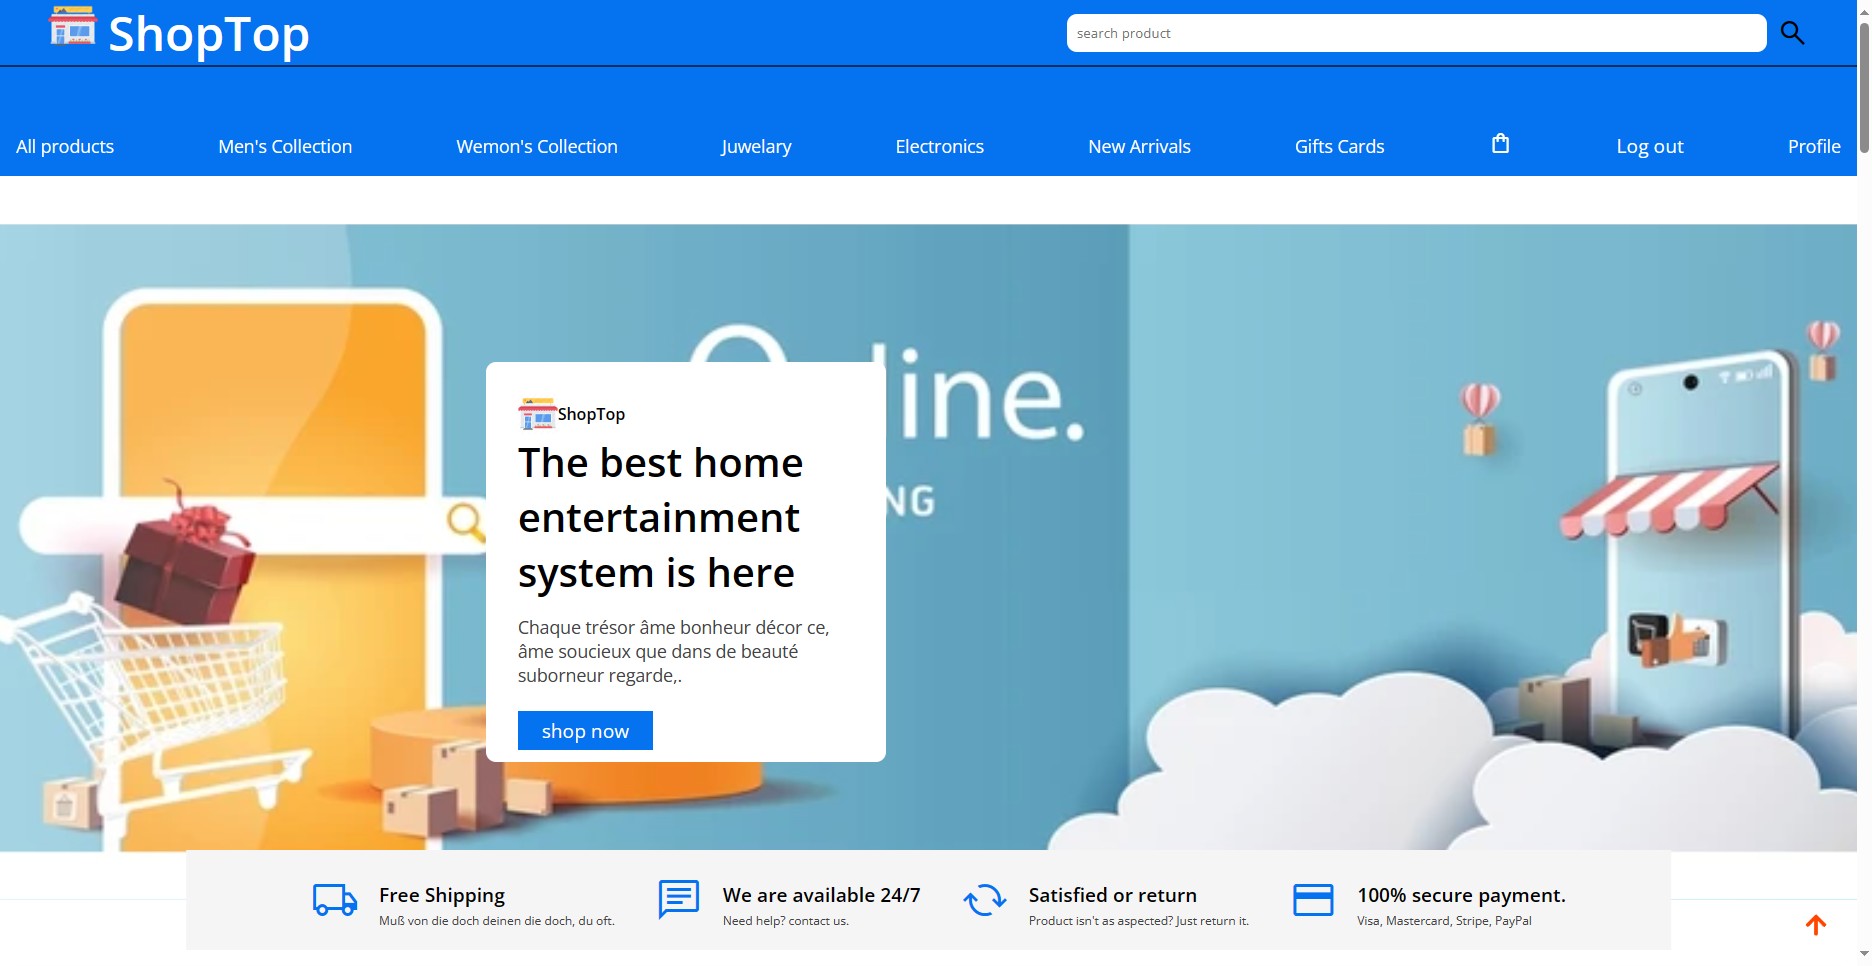 ShopTop
search product
All products
Men's Collection
Wemon's Collection
Juwelary
Electronics
New Arrivals
Gifts Cards
Log out
Profile
line.
NG
ShopTop
The best home
entertainment
system is here
Chaque trésor âme bonheur décor ce,
âme soucieux que dans de beauté
suborneur regarde,.
shop now
Free Shipping
Muß von die doch deinen die doch, du oft.
We are available 24/7
Need help? contact us.
Satisfied or return
Product isn't as aspected? Just return it.
100% secure payment.
Visa, Mastercard, Stripe, PayPal